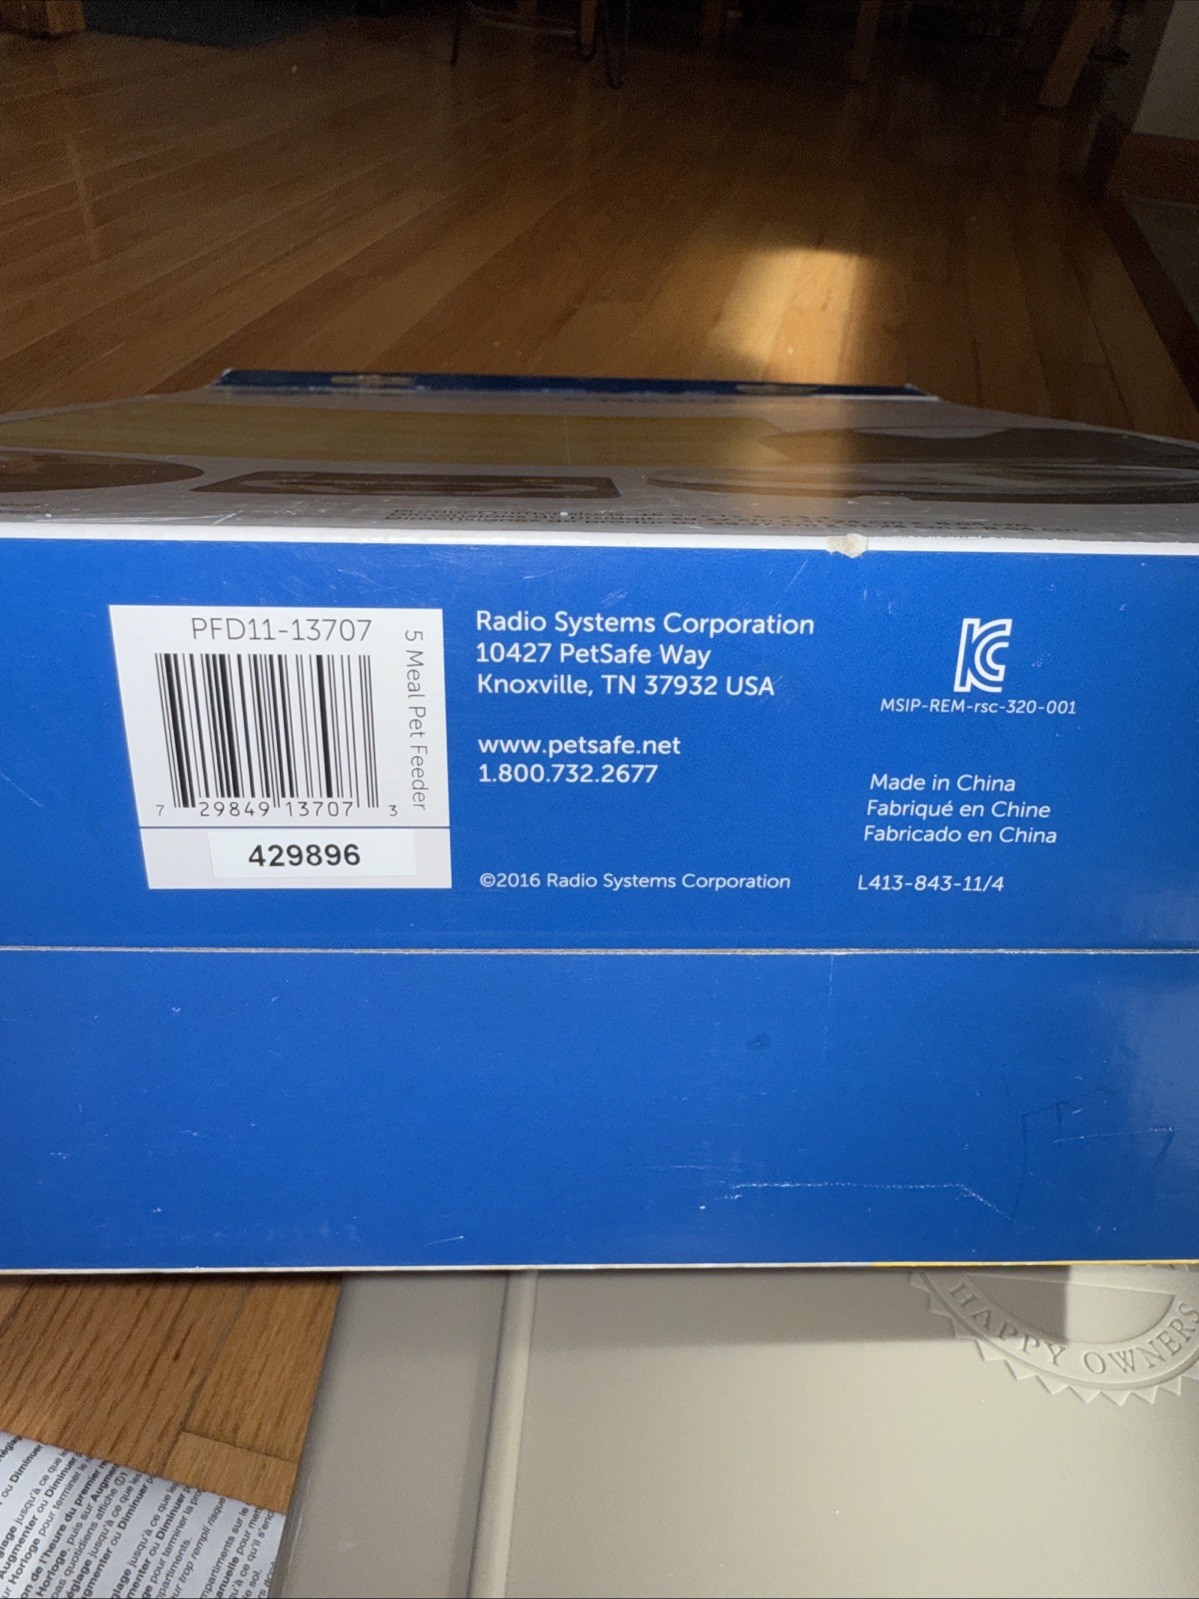 PFD11-13707
5 Meal Pet Feeder
7 29849 13707 3
429896
Radio Systems Corporation
10427 PetSafe Way
Knoxville, TN 37932 USA
www.petsafe.net
1.800.732.2677
©2016 Radio Systems Corporation
KC
MSIP-REM-rsc-320-001
Made in China
Fabriqué en Chine
Fabricado en China
L413-843-11/4
HAPPY OWNERS